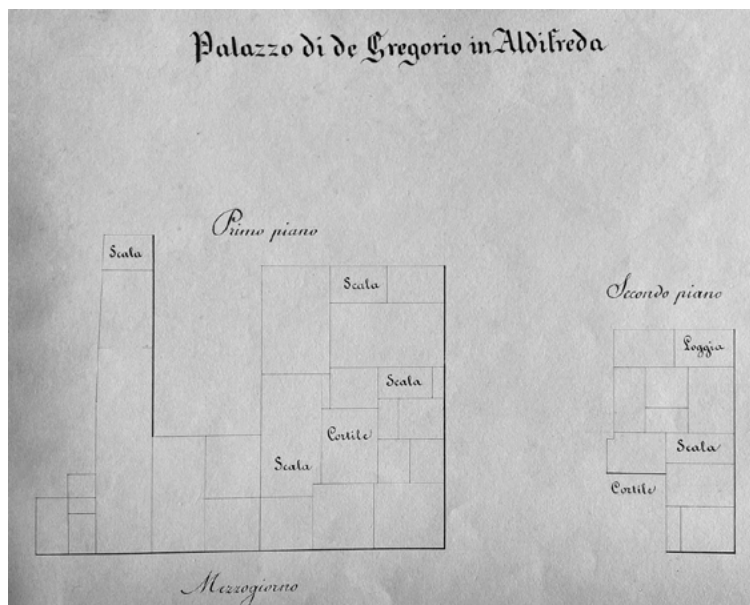 Palazzo di de Gregorio in Aldifreda
Primo piano
Scala
Scala
Scala
Cortile
Scala
Mezzogiorno
Secondo piano
Loggia
Scala
Cortile